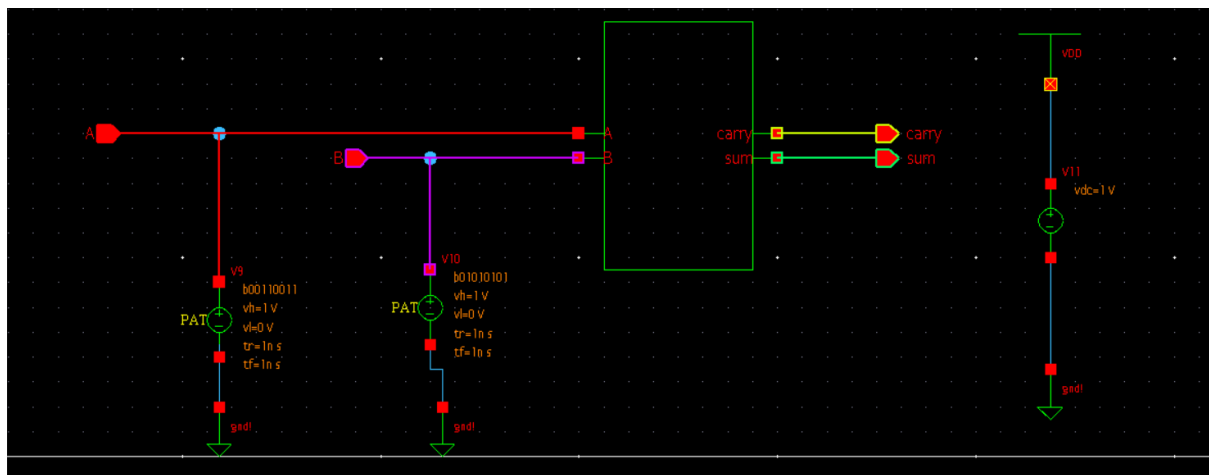 VDD
A
A
carry
carry
B
B
sum
sum
V11
vdc=1 V
V9
b00110011
vh=1 V
vl=0 V
tr=1n s
tf=1n s
PAT
V10
b01010101
vh=1 V
vl=0 V
tr=1n s
tf=1n s
PAT
gnd!
gnd!
gnd!